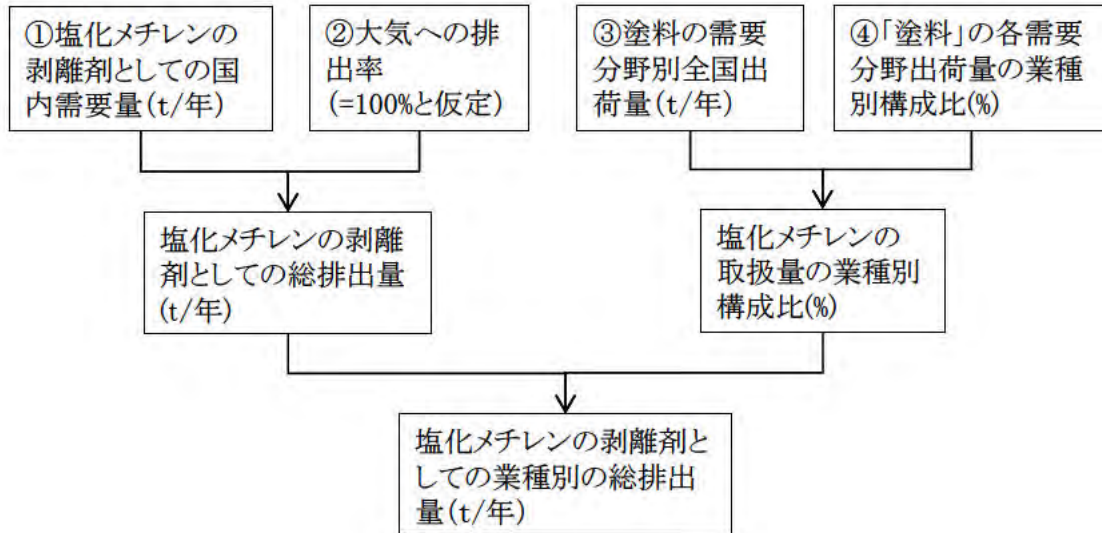 ①塩化メチレンの
剥離剤としての国
内需要量(t/年)
②大気への排
出率
(=100%と仮定)
③塗料の需要
分野別全国出
荷量(t/年)
④「塗料」の各需要
分野出荷量の業種
別構成比(%)
塩化メチレンの剥離
剤としての総排出量
(t/年)
塩化メチレンの
取扱量の業種別
構成比(%)
塩化メチレンの剥離剤と
しての業種別の総排出
量(t/年)